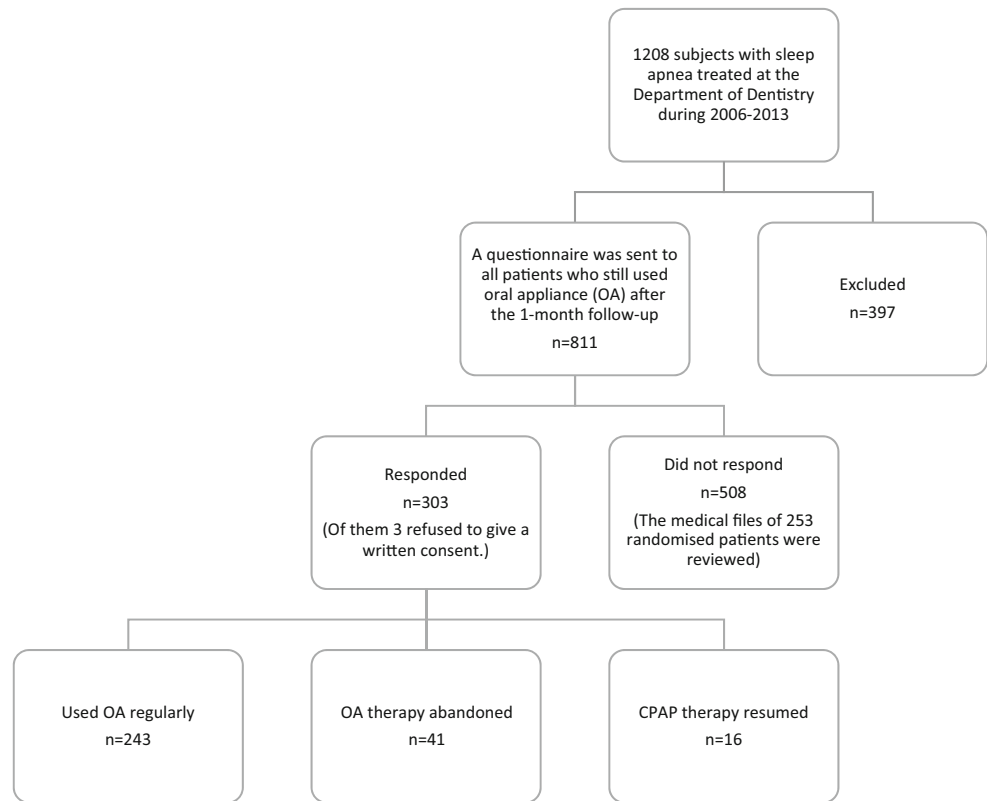 1208 subjects with sleep
apnea treated at the
Department of Dentistry
during 2006-2013
A questionnaire was sent to
all patients who still used
oral appliance (OA) after
the 1-month follow-up
n=811
Excluded
n=397
Responded
n=303
(Of them 3 refused to give a
written consent.)
Did not respond
n=508
(The medical files of 253
randomised patients were
reviewed)
Used OA regularly
n=243
OA therapy abandoned
n=41
CPAP therapy resumed
n=16